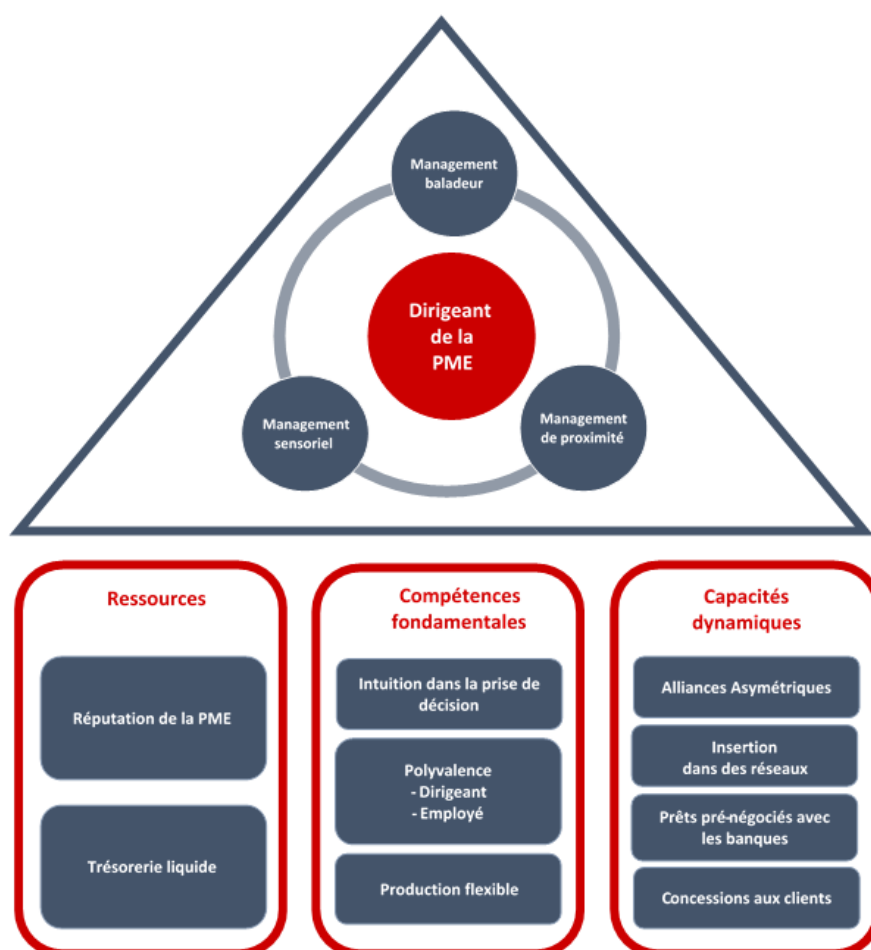 Management
baladeur
Dirigeant
de la
PME
Management
sensoriel
Management
de proximité
Ressources
Réputation de la PME
Trésorerie liquide
Compétences
fondamentales
Intuition dans la prise de
décision
Polyvalence
- Dirigeant
- Employé
Production flexible
Capacités
dynamiques
Alliances Asymétriques
Insertion
dans des réseaux
Prêts pré-négociés avec
les banques
Concessions aux clients